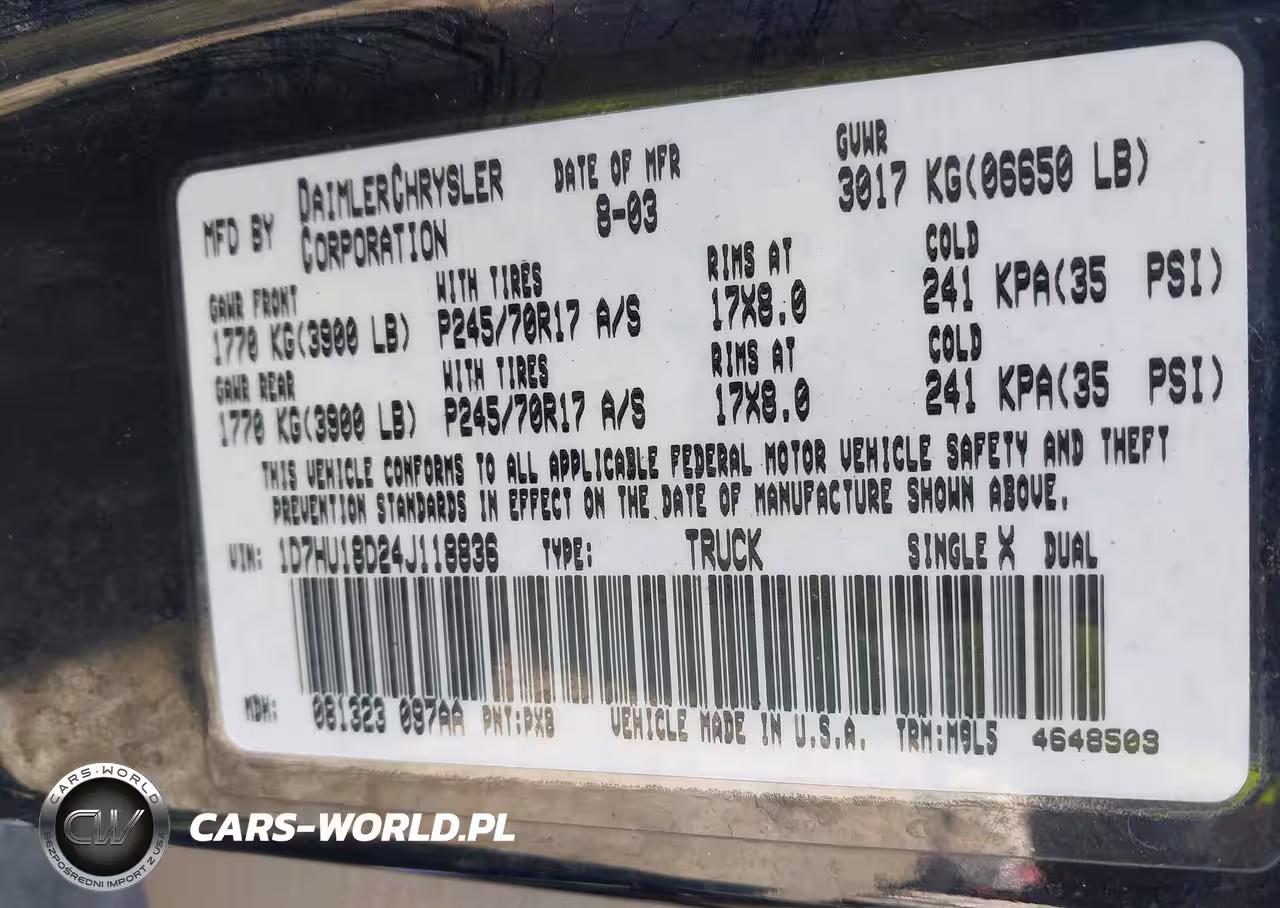 MFD BY DAIMLERCHRYSLER CORPORATION
DATE OF MFR 8-03
GVWR 3017 KG(06650 LB)
GAWR FRONT WITH TIRES RIMS AT COLD
1770 KG(3900 LB) P245/70R17 A/S 17X8.0 241 KPA(35 PSI)
GAWR REAR WITH TIRES RIMS AT COLD
1770 KG(3900 LB) P245/70R17 A/S 17X8.0 241 KPA(35 PSI)
THIS VEHICLE CONFORMS TO ALL APPLICABLE FEDERAL MOTOR VEHICLE SAFETY AND THEFT
PREVENTION STANDARDS IN EFFECT ON THE DATE OF MANUFACTURE SHOWN ABOVE.
VIN: 1D7HU18D24J118836 TYPE: TRUCK SINGLE X DUAL
MDH: 081323 097AA PNT:PX8 VEHICLE MADE IN U.S.A. TRM:M9L5 4648503
CARS-WORLD
CW
BEZPOŚREDNI IMPORT Z USA
CARS-WORLD.PL